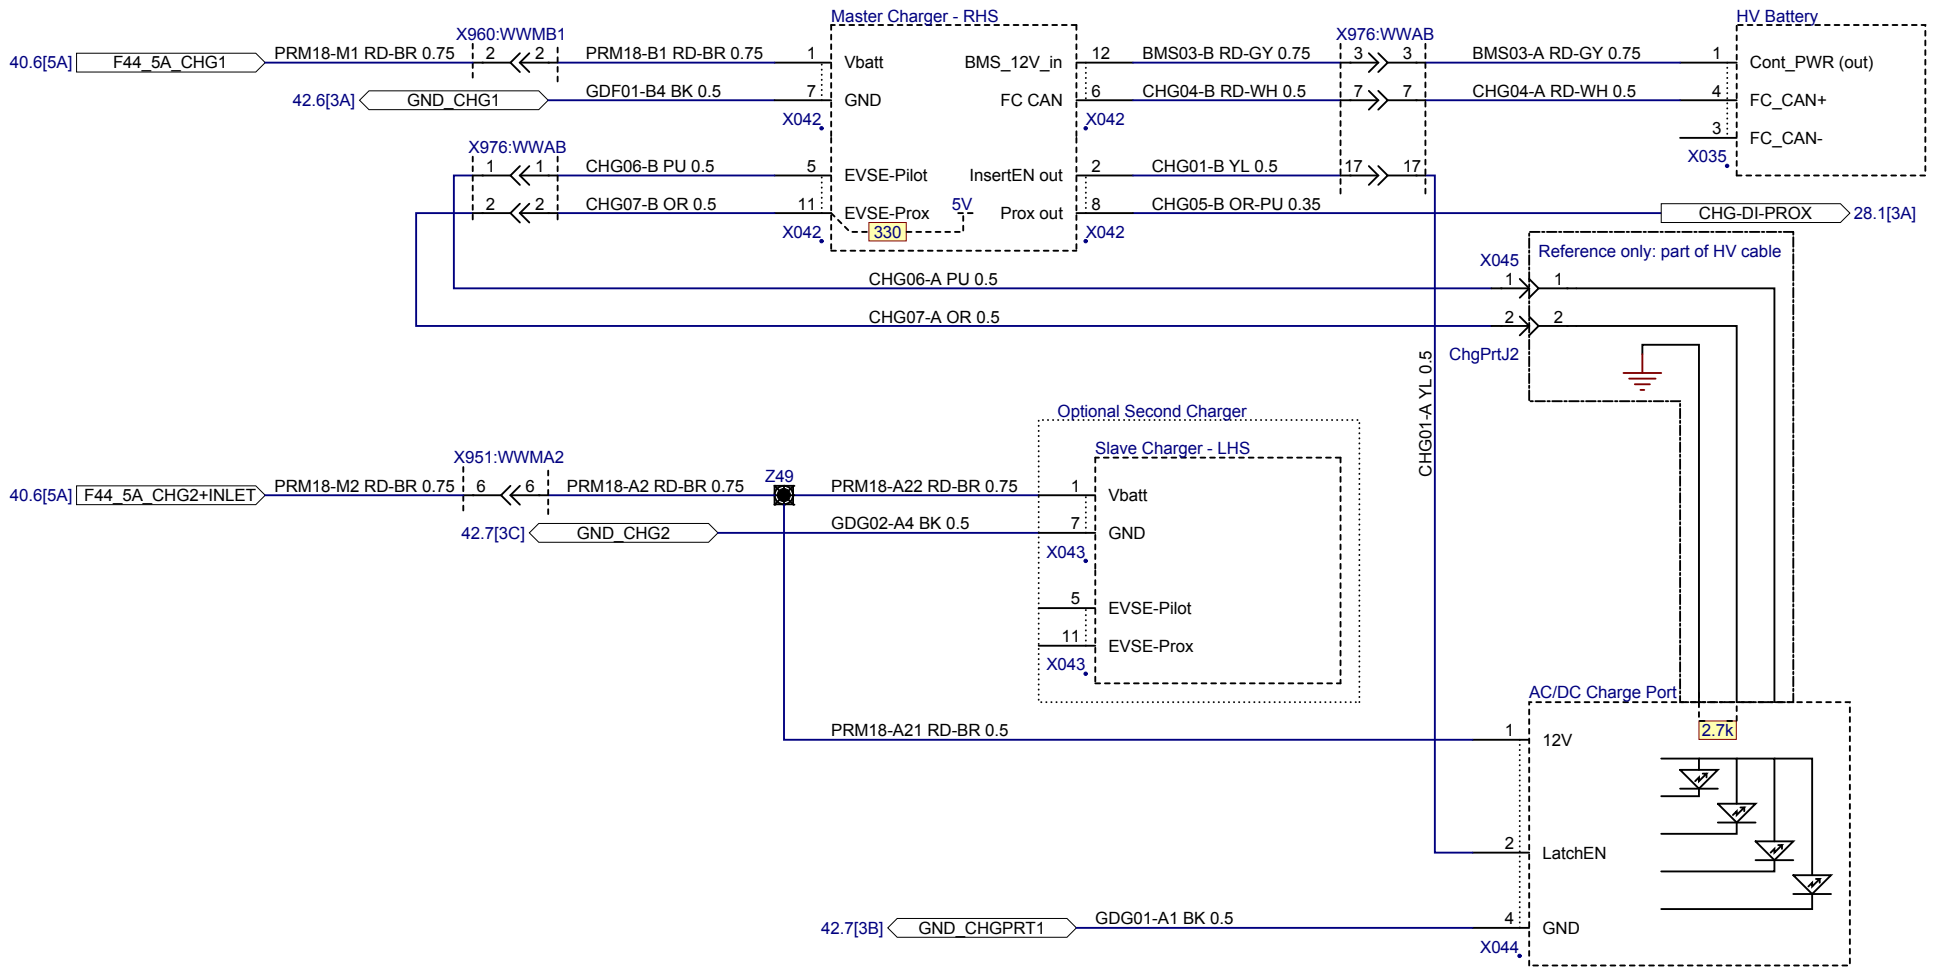 Master Charger - RHS
HV Battery
X960:WWMB1
X976:WWAB
40.6[5A] F44_5A_CHG1 PRM18-M1 RD-BR 0.75 2 2 PRM18-B1 RD-BR 0.75 1 Vbatt BMS_12V_in 12 BMS03-B RD-GY 0.75 3 3 BMS03-A RD-GY 0.75 1 Cont_PWR (out)
42.6[3A] GND_CHG1 GDF01-B4 BK 0.5 7 GND FC CAN 6 CHG04-B RD-WH 0.5 7 7 CHG04-A RD-WH 0.5 4 FC_CAN+
X042 X042
3 FC_CAN-
X976:WWAB
X035
1 1 CHG06-B PU 0.5 5 EVSE-Pilot InsertEN out 2 CHG01-B YL 0.5 17 17
2 2 CHG07-B OR 0.5 11 EVSE-Prox 5V Prox out 8 CHG05-B OR-PU 0.35 CHG-DI-PROX 28.1[3A]
X042 330 X042
Reference only: part of HV cable
X045
CHG06-A PU 0.5 1 1
CHG07-A OR 0.5 2 2
ChgPrtJ2
CHG01-A YL 0.5
Optional Second Charger
Slave Charger - LHS
X951:WWMA2
Z49
40.6[5A] F44_5A_CHG2+INLET PRM18-M2 RD-BR 0.75 6 6 PRM18-A2 RD-BR 0.75 PRM18-A22 RD-BR 0.75 1 Vbatt
42.7[3C] GND_CHG2 GDG02-A4 BK 0.5 7 GND
X043
5 EVSE-Pilot
11 EVSE-Prox
X043
AC/DC Charge Port
2.7k
PRM18-A21 RD-BR 0.5 1 12V
2 LatchEN
42.7[3B] GND_CHGPRT1 GDG01-A1 BK 0.5 4 GND
X044